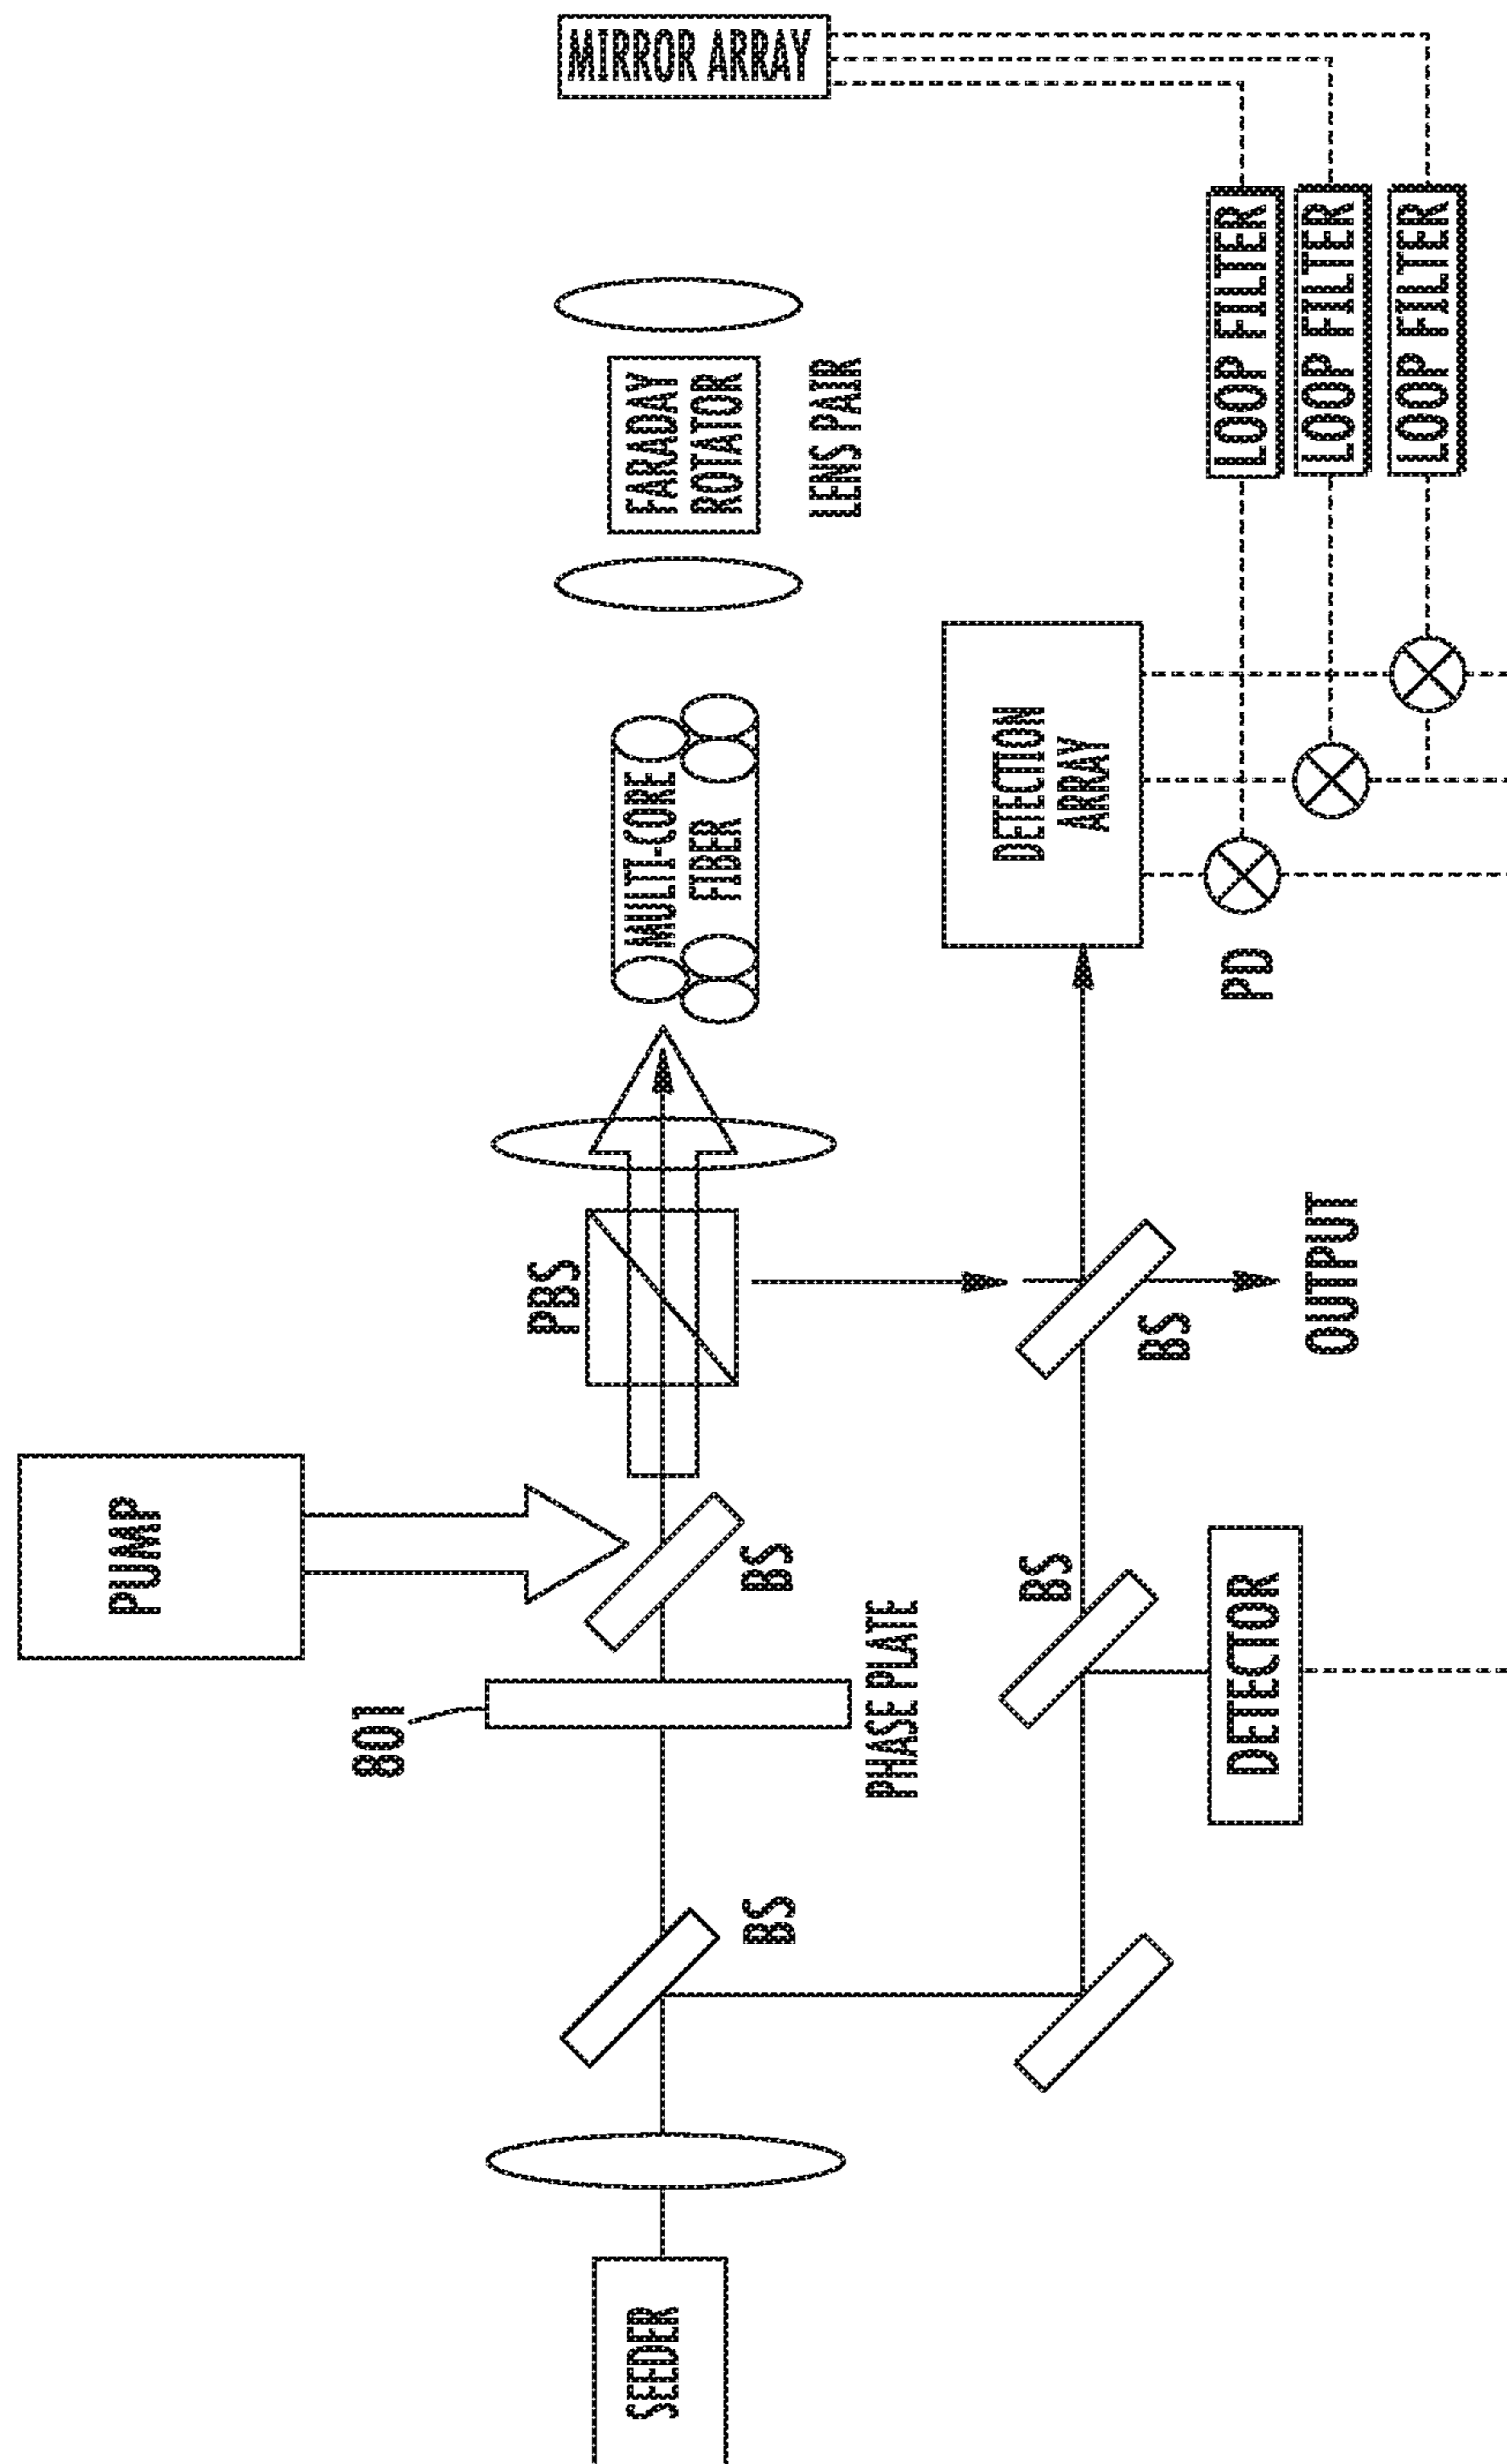 SEEDER
BS
801
PHASE PLATE
PUMP
BS
PBS
MULTI-CORE
FIBER
FARADAY
ROTATOR
LENS PAIR
MIRROR ARRAY
BS
DETECTOR
BS
OUTPUT
DETECTION
ARRAY
PD
LOOP FILTER
LOOP FILTER
LOOP FILTER